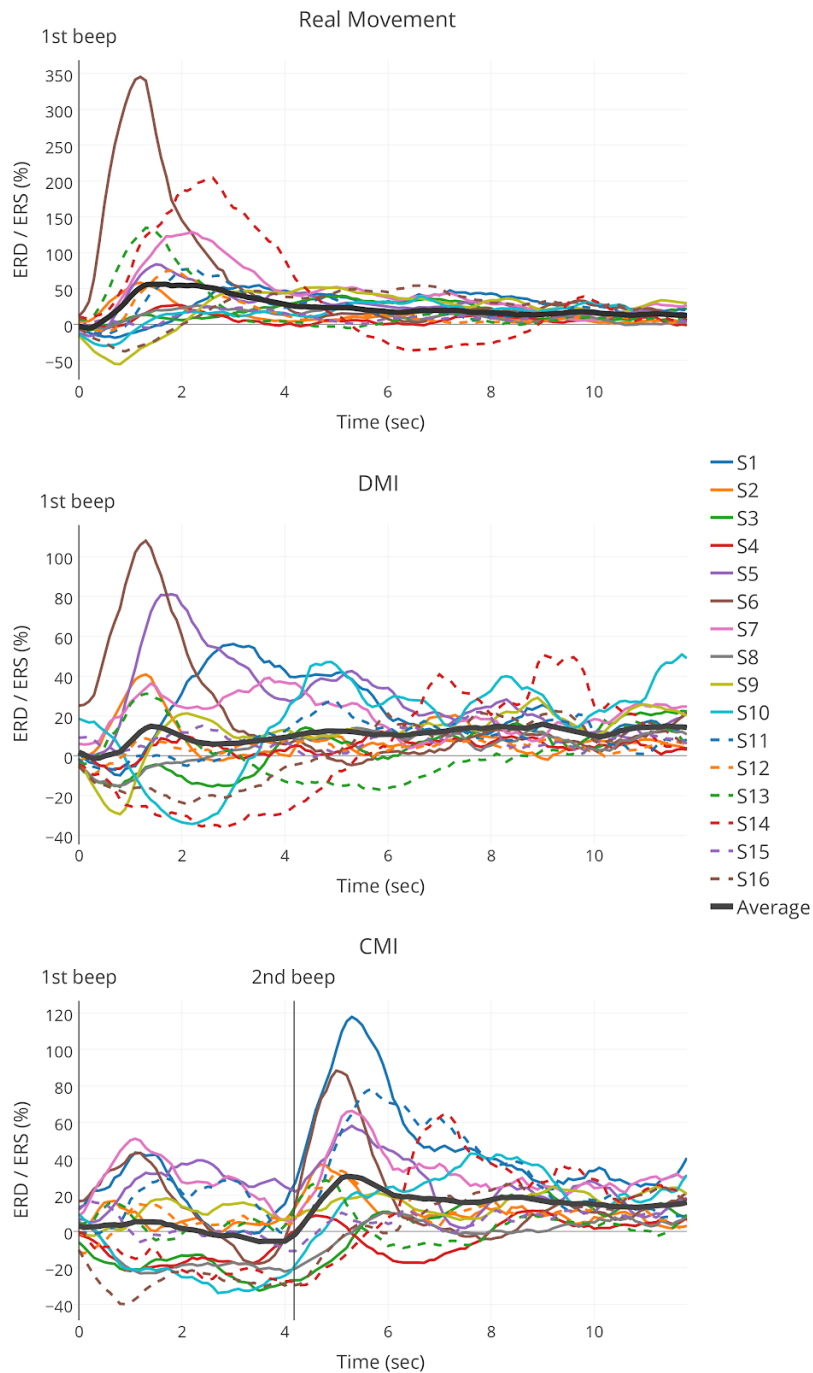 Real Movement
1st beep
350
300
250
200
150
100
50
0
−50
ERD / ERS (%)
0 2 4 6 8 10
Time (sec)
DMI
1st beep
100
80
60
40
20
0
−20
−40
ERD / ERS (%)
0 2 4 6 8 10
Time (sec)
S1
S2
S3
S4
S5
S6
S7
S8
S9
S10
S11
S12
S13
S14
S15
S16
Average
CMI
1st beep 2nd beep
120
100
80
60
40
20
0
−20
−40
ERD / ERS (%)
0 2 4 6 8 10
Time (sec)